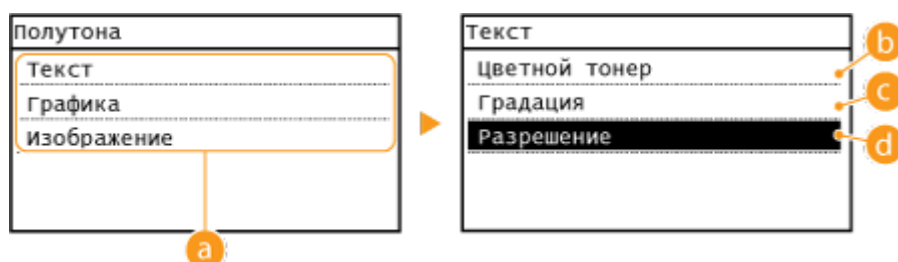 Полутона
Текст
Графика
Изображение
a
Текст
Цветной тонер
Градация
Разрешение
b
c
d